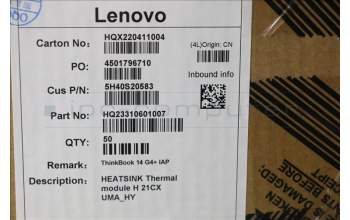 Lenovo
Carton No.: HQX220411004
(4L)Origin: CN
PO: 4501796710
Inbound info
Cus P/N: 5H40S20583
Part No.: HQ23310601007
QTY: 50
Remark: ThinkBook 14 G4+ IAP
Description: HEATSINK Thermal
module H 21CX
UMA_HY
DAMAGED,